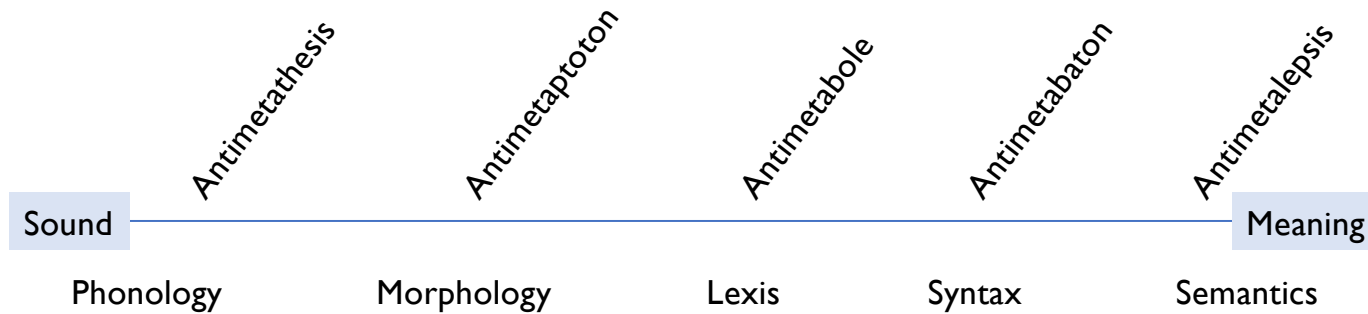 Antimetathesis
Antimetaptoton
Antimetabole
Antimetabaton
Antimetalepsis
Sound
Meaning
Phonology
Morphology
Lexis
Syntax
Semantics